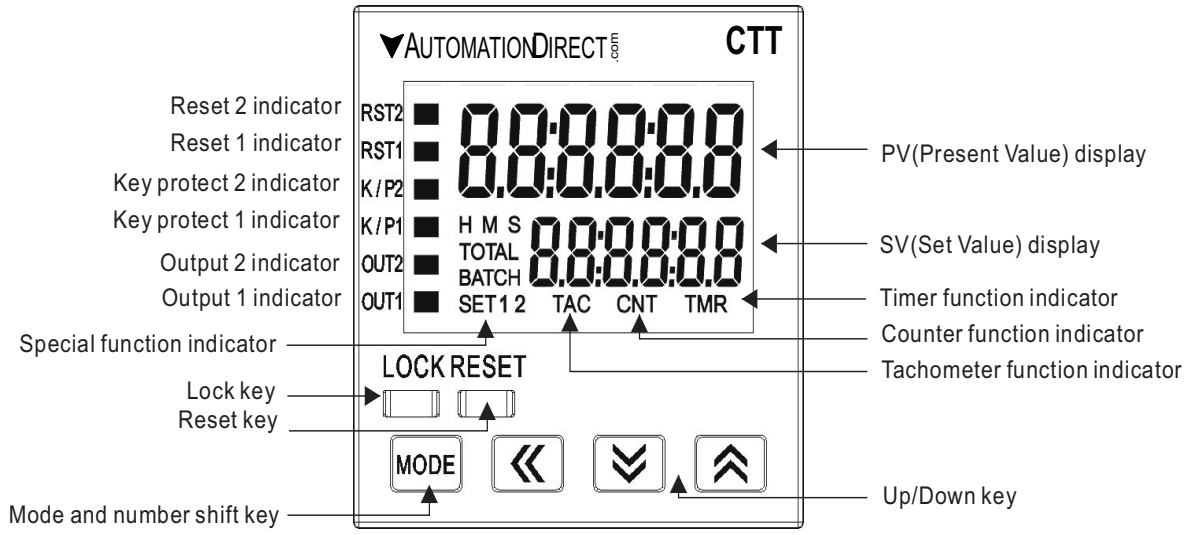 AUTOMATIONDIRECT.com
CTT
Reset 2 indicator
RST2
Reset 1 indicator
RST1
Key protect 2 indicator
K/P2
Key protect 1 indicator
K/P1
Output 2 indicator
OUT2
Output 1 indicator
OUT1
88:88:88
PV(Present Value) display
H M S
TOTAL
BATCH
SET 1 2
88:88:88
SV(Set Value) display
TAC
CNT
TMR
Timer function indicator
Counter function indicator
Tachometer function indicator
Special function indicator
LOCK RESET
Lock key
Reset key
MODE
Up/Down key
Mode and number shift key